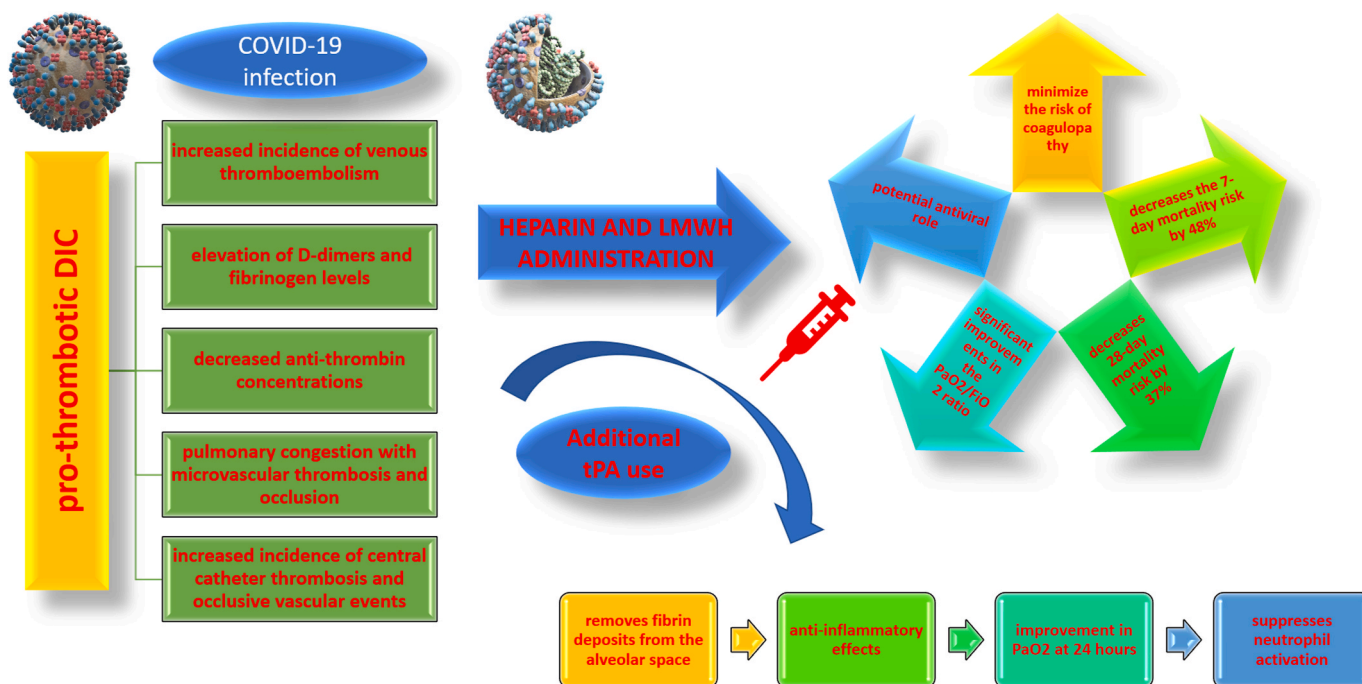 COVID-19
infection
pro-thrombotic DIC
increased incidence of venous
thromboembolism
elevation of D-dimers and
fibrinogen levels
decreased anti-thrombin
concentrations
pulmonary congestion with
microvascular thrombosis and
occlusion
increased incidence of central
catheter thrombosis and
occlusive vascular events
HEPARIN AND LMWH
ADMINISTRATION
minimize
the risk of
coagulopa
thy
decreases the 7-
day mortality risk
by 48%
decreases
28-day
mortality
risk by
37%
significant
improvem
ents in
the
PaO2/FiO
2 ratio
potential antiviral
role
Additional
tPA use
removes fibrin
deposits from the
alveolar space
anti-inflammatory
effects
improvement in
PaO2 at 24 hours
suppresses
neutrophil
activation